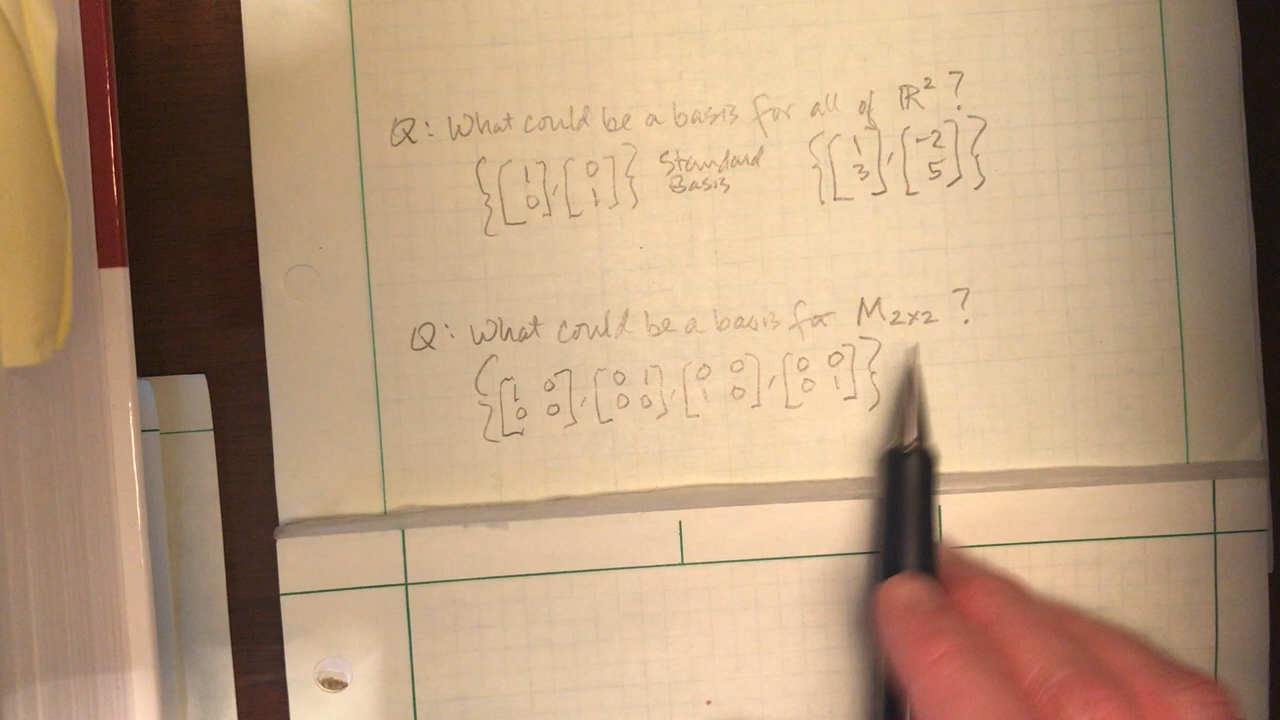 Q: What could be a basis for all of ℝ² ?
{[1 0], [0 1]} Standard Basis {[1 3], [-2 5]}
Q: What could be a basis for M₂ₓ₂ ?
{[1 0 0 0], [0 1 0 0], [0 0 1 0], [0 0 0 1]}